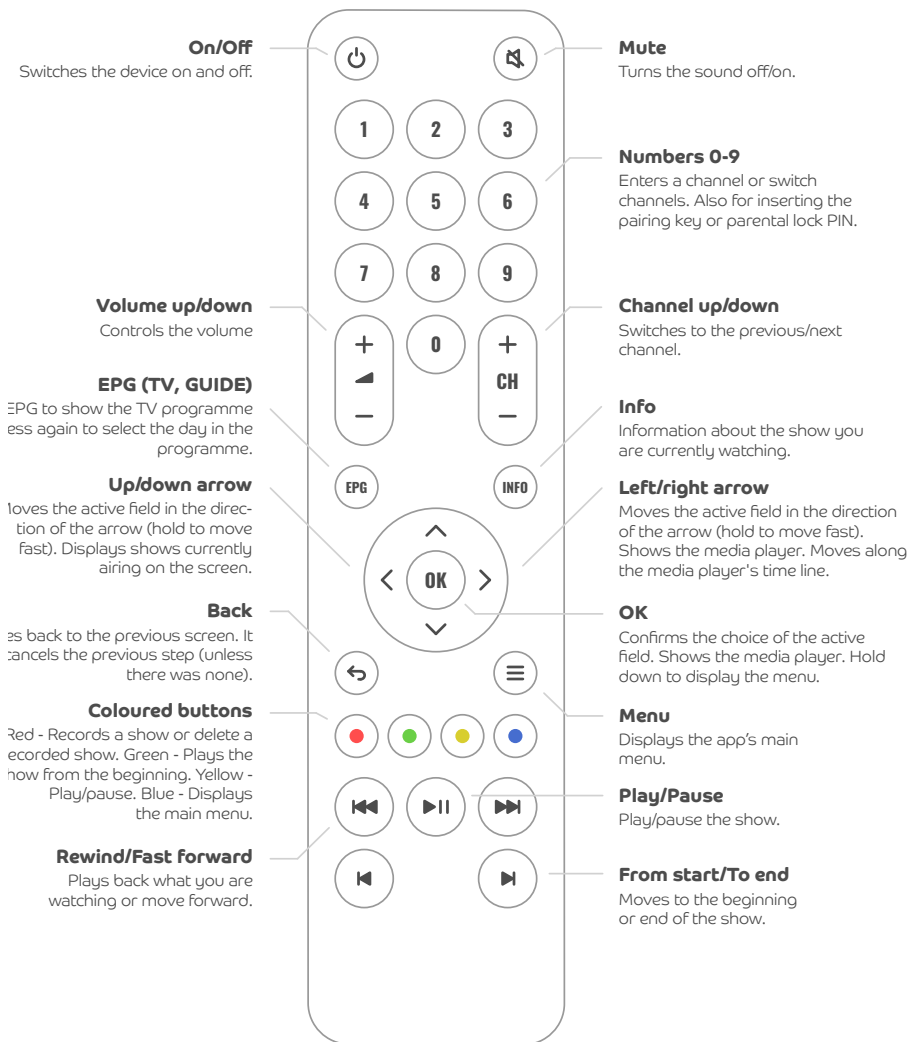 On/Off
Switches the device on and off.
Volume up/down
Controls the volume
EPG (TV, GUIDE)
EPG to show the TV programme
again to select the day in the
programme.
Up/down arrow
the active field in the direc-
tion of the arrow (hold to move
fast). Displays shows currently
airing on the screen.
Back
back to the previous screen. It
cancels the previous step (unless
there was none).
Coloured buttons
Red - Records a show or delete a
recorded show. Green - Plays the
show from the beginning. Yellow -
Play/pause. Blue - Displays
the main menu.
Rewind/Fast forward
Plays back what you are
watching or move forward.
1 2 3
4 5 6
7 8 9
+ 0 +
CH
− −
EPG INFO
OK
Mute
Turns the sound off/on.
Numbers 0-9
Enters a channel or switch
channels. Also for inserting the
pairing key or parental lock PIN.
Channel up/down
Switches to the previous/next
channel.
Info
Information about the show you
are currently watching.
Left/right arrow
Moves the active field in the direction
of the arrow (hold to move fast).
Shows the media player. Moves along
the media player's time line.
OK
Confirms the choice of the active
field. Shows the media player. Hold
down to display the menu.
Menu
Displays the app's main
menu.
Play/Pause
Play/pause the show.
From start/To end
Moves to the beginning
or end of the show.